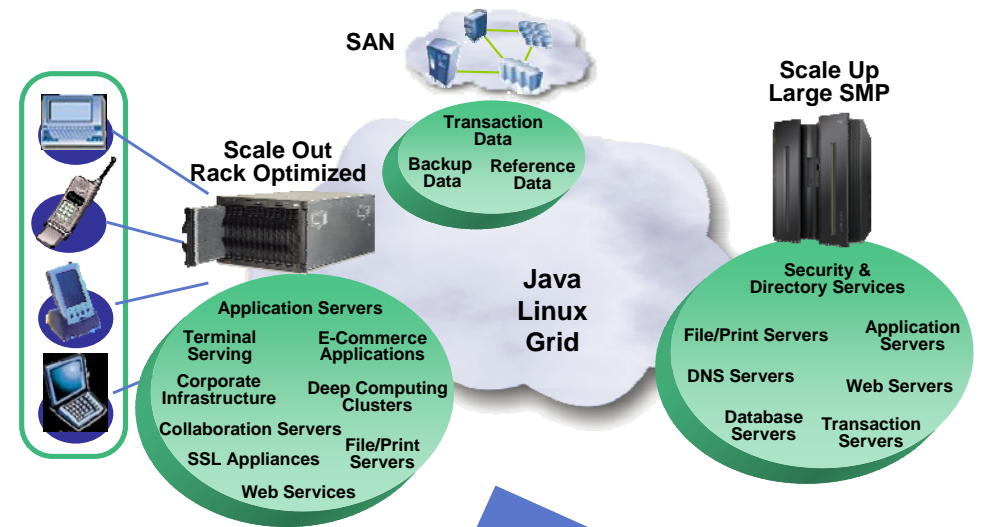 SAN
Scale Up
Large SMP
Transaction
Data
Backup
Data
Reference
Data
Scale Out
Rack Optimized
Java
Linux
Grid
Application Servers
Terminal
Serving
E-Commerce
Applications
Corporate
Infrastructure
Deep Computing
Clusters
Collaboration Servers
SSL Appliances
File/Print
Servers
Web Services
Security &
Directory Services
File/Print Servers
Application
Servers
DNS Servers
Web Servers
Database
Servers
Transaction
Servers